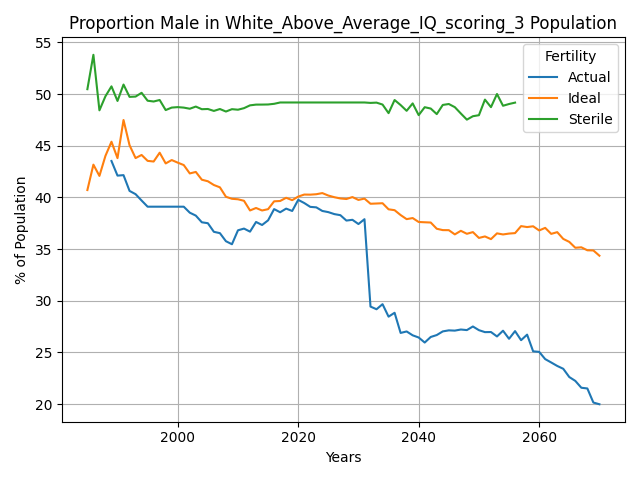 Proportion Male in White_Above_Average_IQ_scoring_3 Population
Fertility
Actual
Ideal
Sterile
% of Population
55
50
45
40
35
30
25
20
2000
2020
2040
2060
Years